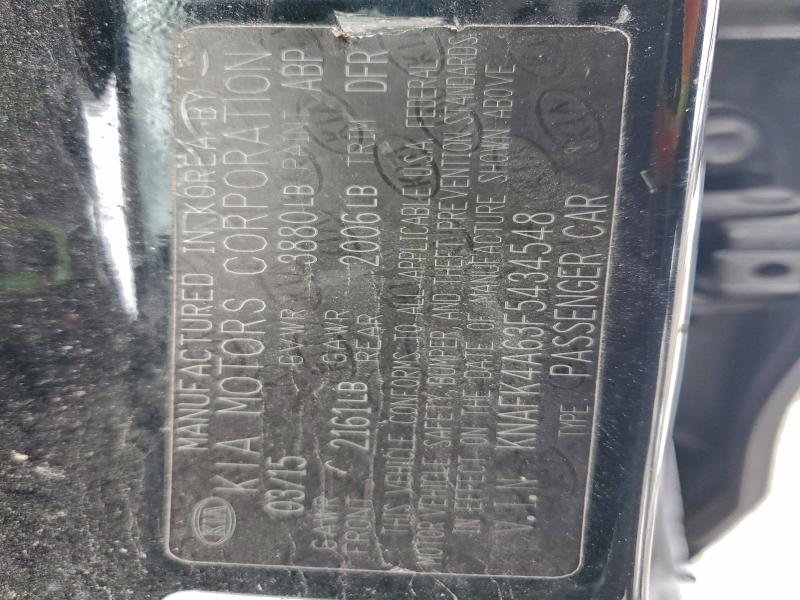 KIA
MANUFACTURED IN KOREA BY
KIA MOTORS CORPORATION
03/15 GVWR 3880LB PAINT ABP
GAWR GAWR
FRONT 2161LB REAR 2006LB TRIM DFR
THIS VEHICLE CONFORMS TO ALL APPLICABLE USA FEDERAL
MOTOR VEHICLE SAFETY, BUMPER, AND THEFT PREVENTION STANDARDS
IN EFFECT ON THE DATE OF MANUFACTURE SHOWN ABOVE
V.I.N. KNAFK4A63F5434548
TYPE PASSENGER CAR